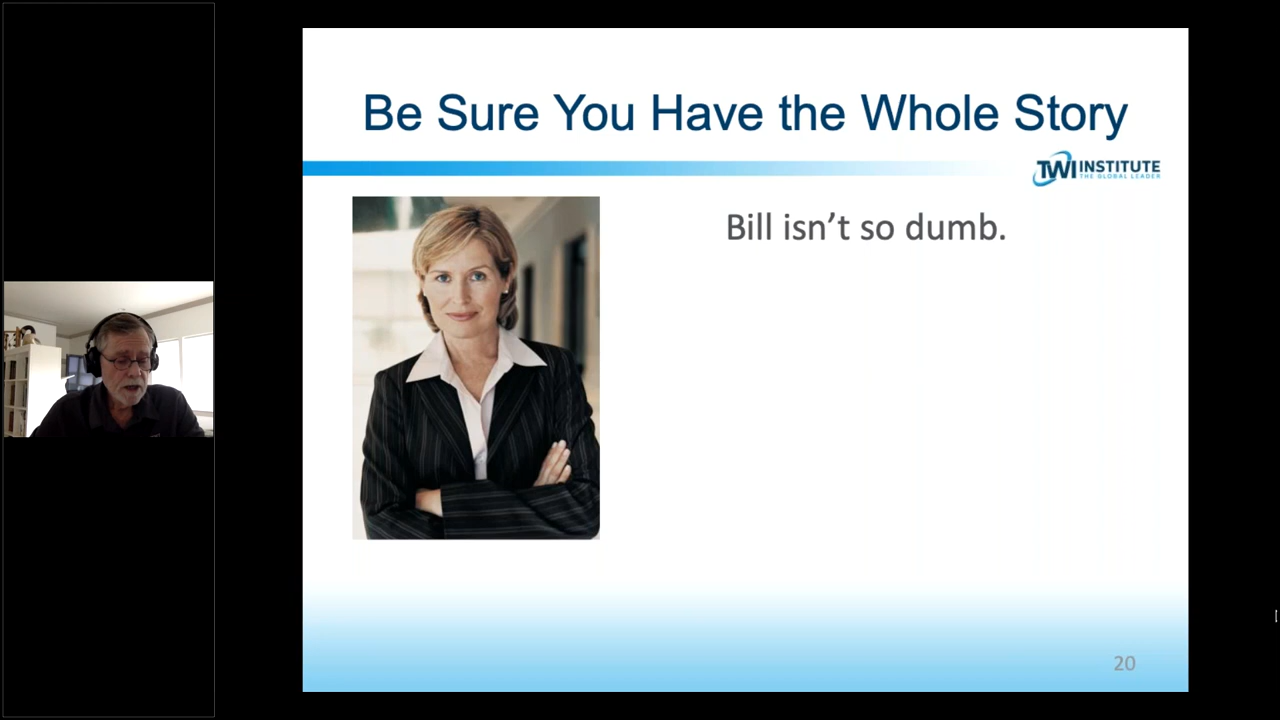 Be Sure You Have the Whole Story
TWI INSTITUTE
THE GLOBAL LEADER
Bill isn’t so dumb.
20